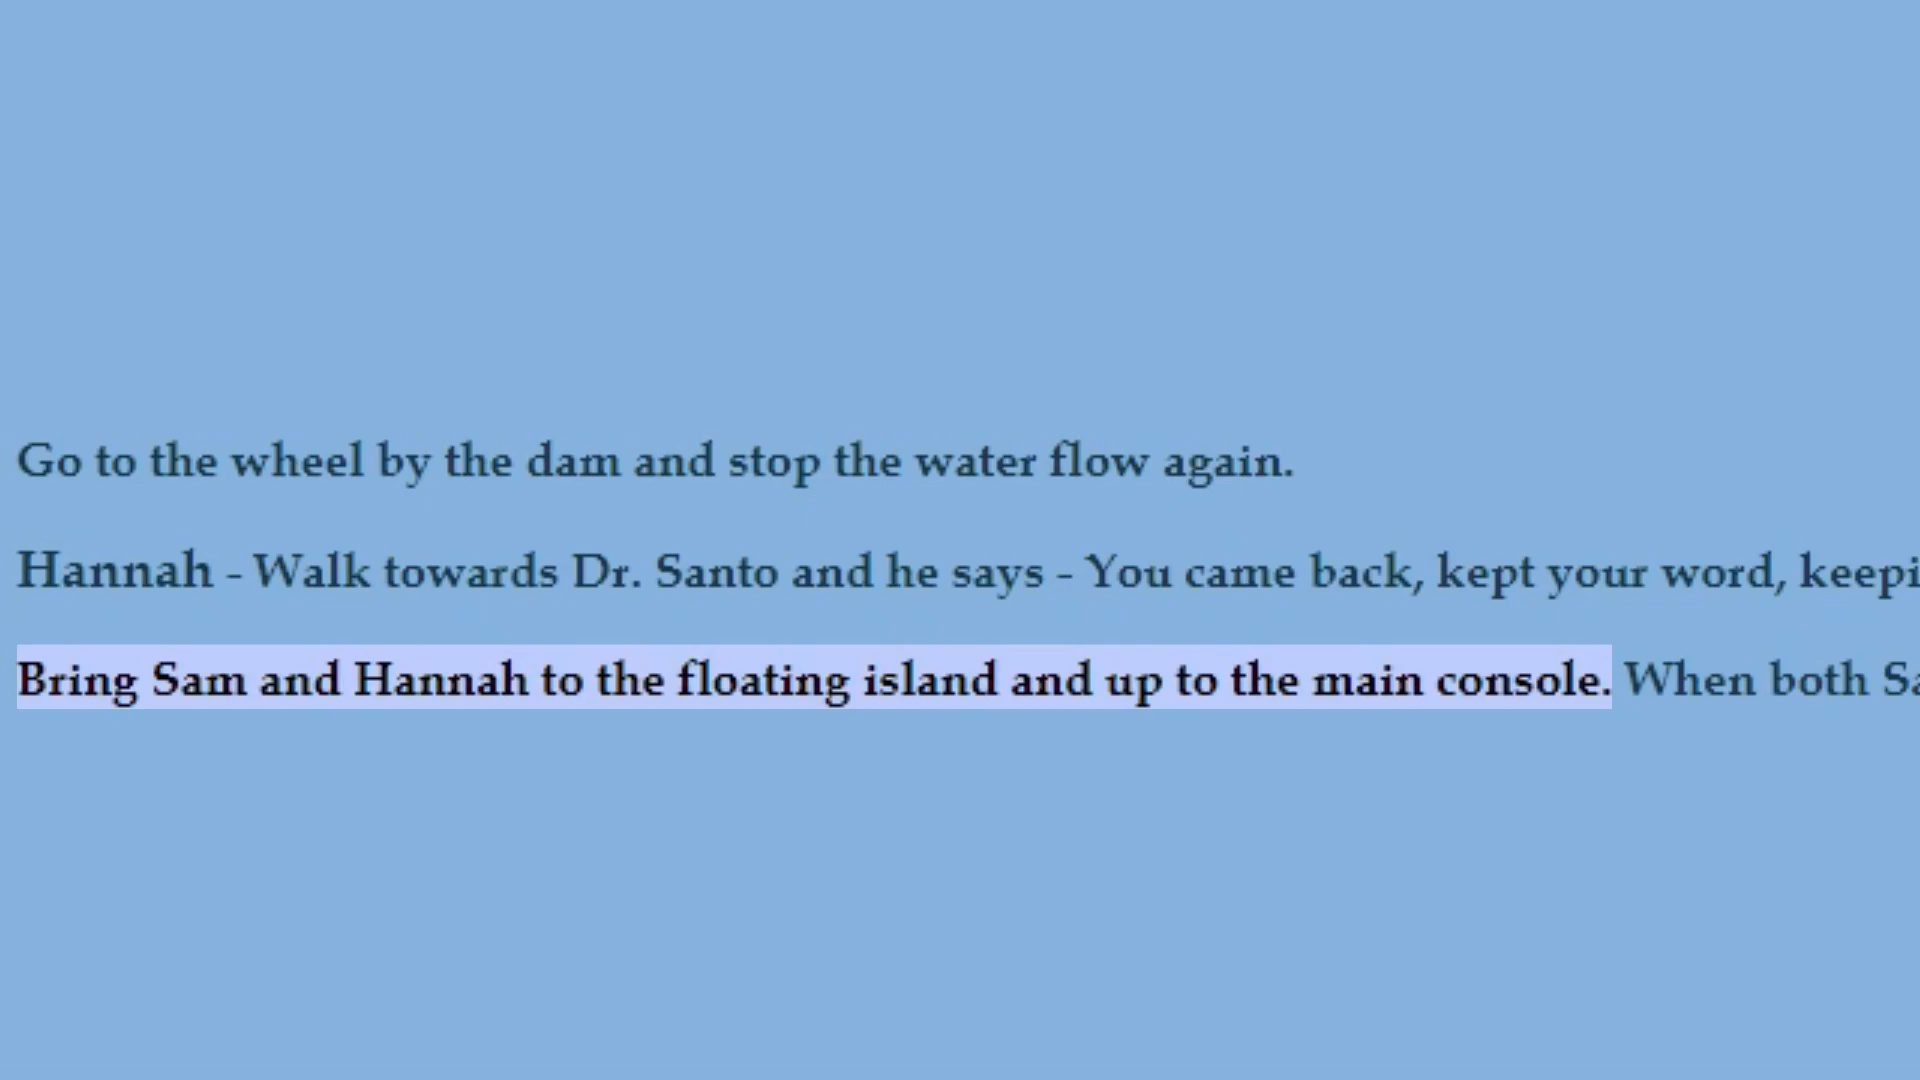 Go to the wheel by the dam and stop the water flow again.
Hannah - Walk towards Dr. Santo and he says - You came back, kept your word, keepi
Bring Sam and Hannah to the floating island and up to the main console. When both Sa